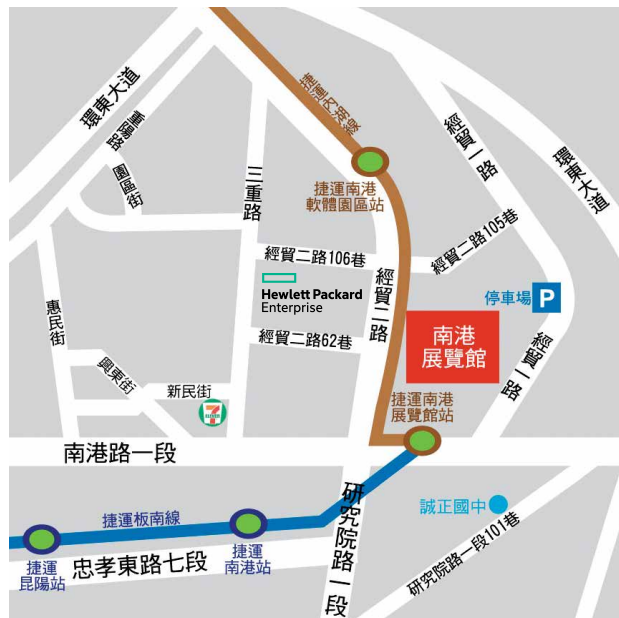 環東大道
重陽路
園區街
三重路
捷運內湖線
捷運南港
軟體園區站
經貿一路
環東大道
經貿二路105巷
經貿二路106巷
經貿二路
Hewlett Packard
Enterprise
經貿二路62巷
停車場
P
南港
展覽館
經貿一路
惠民街
興東街
新民街
7
ELEVEN
捷運南港
展覽館站
南港路一段
研究院路一段
誠正國中
研究院路一段101巷
捷運板南線
捷運
昆陽站
捷運
南港站
忠孝東路七段